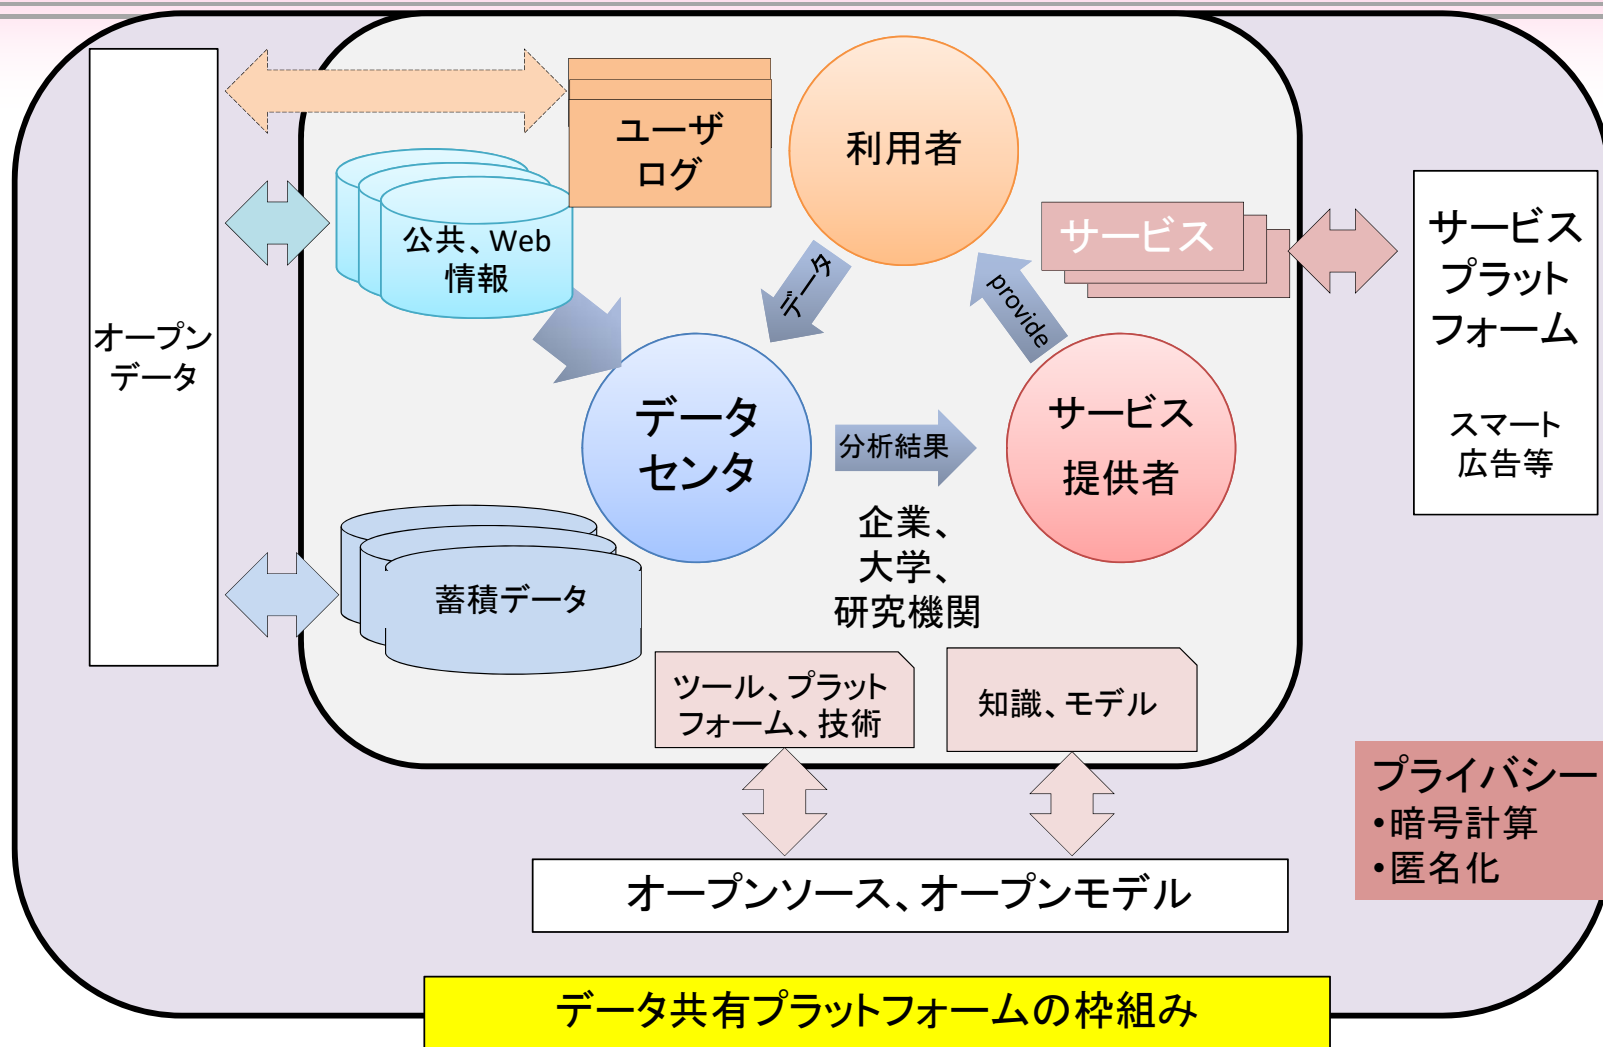 ユーザ
ログ
利用者
公共、Web
情報
サービス
サービス
プラット
フォーム
スマート
広告等
データ
provide
オープン
データ
データ
センタ
分析結果
サービス
提供者
企業、
大学、
研究機関
蓄積データ
ツール、プラット
フォーム、技術
知識、モデル
プライバシー
•暗号計算
•匿名化
オープンソース、オープンモデル
データ共有プラットフォームの枠組み